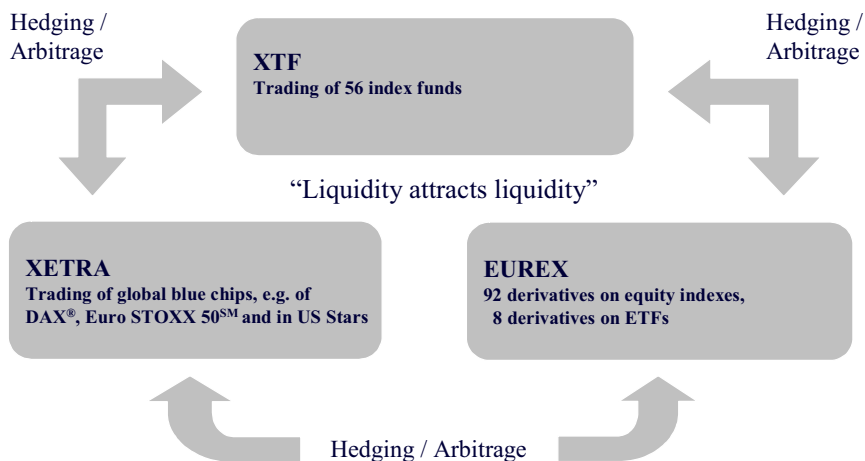 Hedging /
Arbitrage
Hedging /
Arbitrage
XTF
Trading of 56 index funds
“Liquidity attracts liquidity”
XETRA
Trading of global blue chips, e.g. of
DAX®, Euro STOXX 50SM and in US Stars
EUREX
92 derivatives on equity indexes,
8 derivatives on ETFs
Hedging / Arbitrage